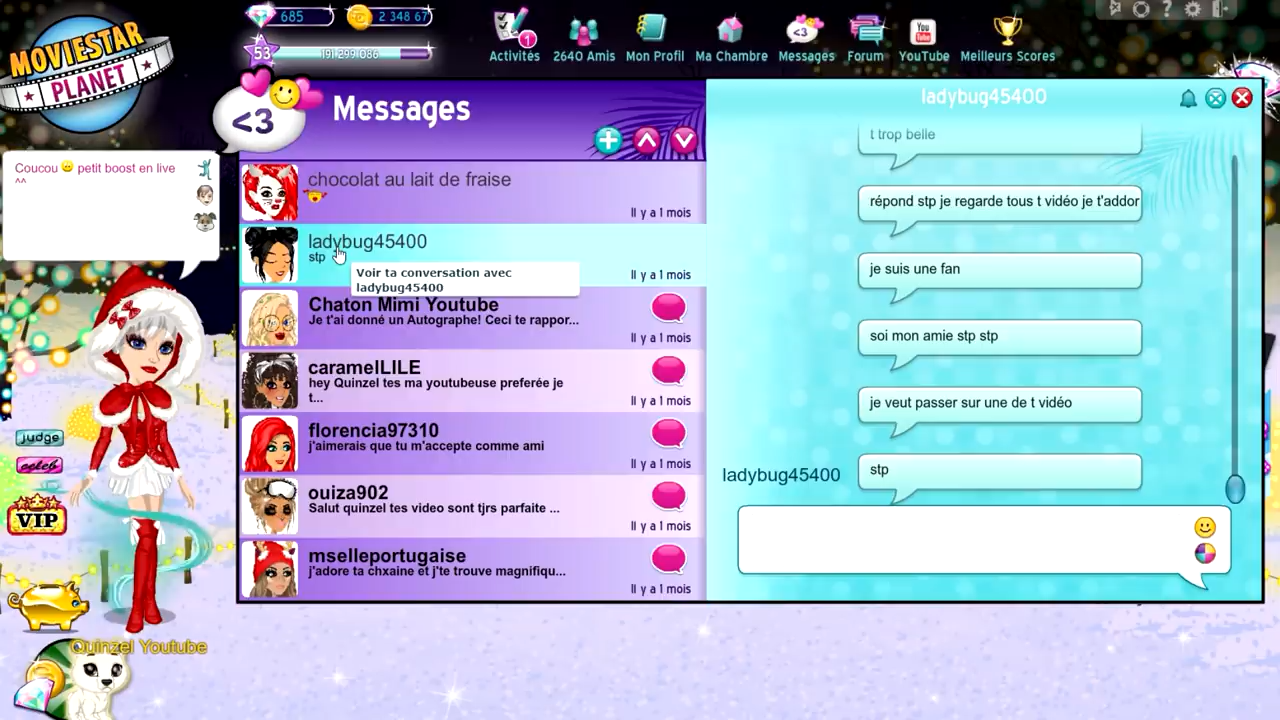 MOVIESTAR
PLANET
685
2 348 67
53
191.299.086
1
<3
Activités
2640 Amis
Mon Profil
Ma Chambre
Messages
Forum
You
Tube
YouTube
Meilleurs Scores
Coucou petit boost en live
^^
<3
Messages
chocolat au lait de fraise
Il y a 1 mois
ladybug45400
stp
Il y a 1 mois
Voir ta conversation avec
ladybug45400
Chaton Mimi Youtube
Je t'ai donné un Autographe! Ceci te rappor...
Il y a 1 mois
caramelLILE
hey Quinzel tes ma youtubeuse preferée je
t...
Il y a 1 mois
florencia97310
j'aimerais que tu m'accepte comme ami
Il y a 1 mois
ouiza902
Salut quinzel tes video sont tjrs parfaite ...
Il y a 1 mois
mselleportugaise
j'adore ta chxaine et j'te trouve magnifiqu...
Il y a 1 mois
ladybug45400
t trop belle
répond stp je regarde tous t vidéo je t'addor
je suis une fan
soi mon amie stp stp
je veut passer sur une de t vidéo
ladybug45400
stp
judge
celeb
VIP
Quinzel Youtube